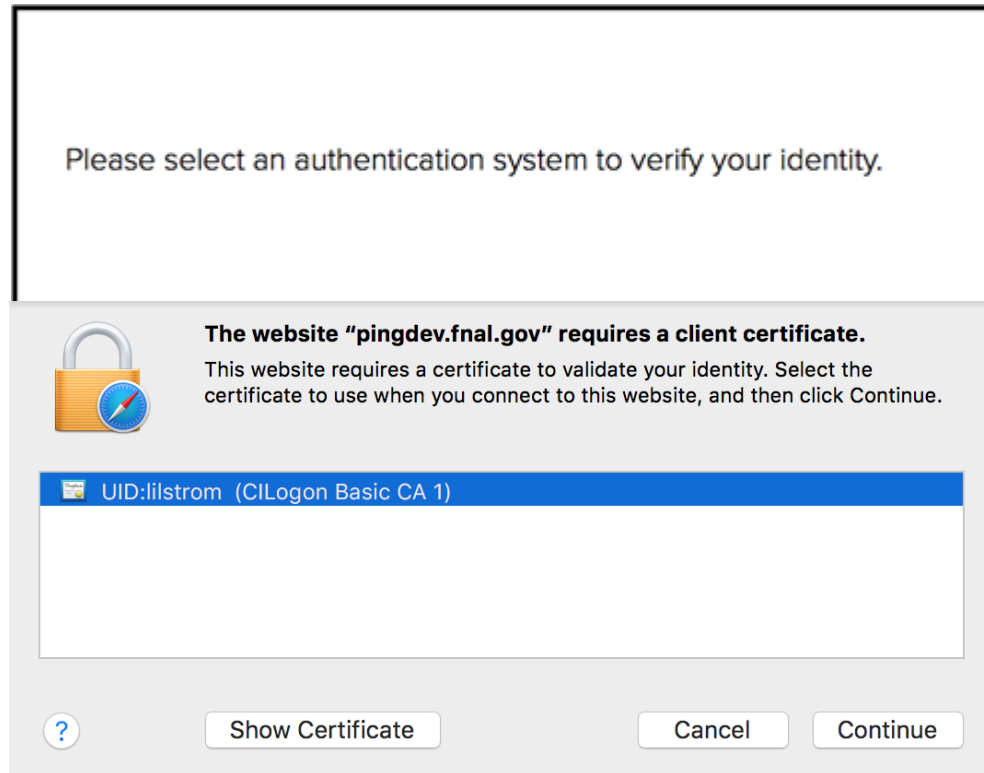 Please select an authentication system to verify your identity.
The website “pingdev.fnal.gov” requires a client certificate.
This website requires a certificate to validate your identity. Select the
certificate to use when you connect to this website, and then click Continue.
UID:lilstrom (CILogon Basic CA 1)
? Show Certificate Cancel Continue